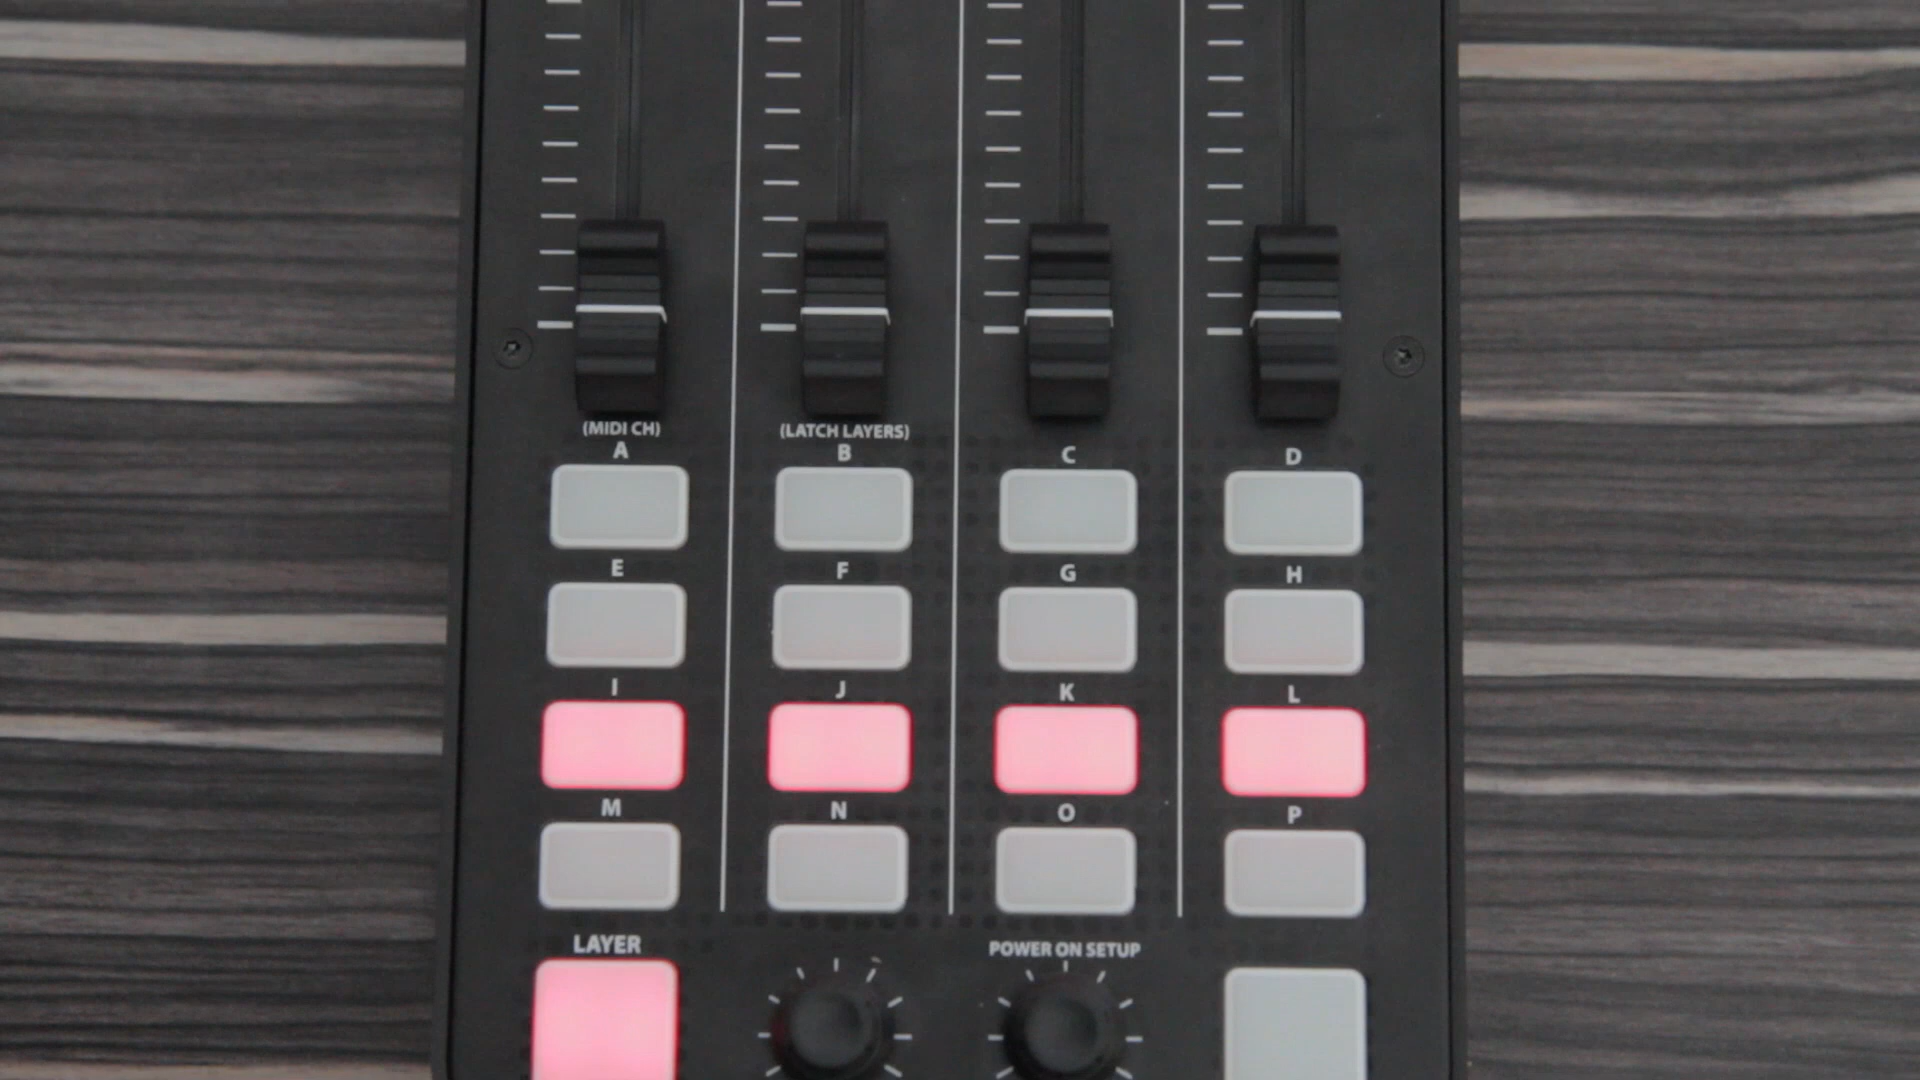 (MIDI CH) (LATCH LAYERS)
A B C D
E F G H
I J K L
M N O P
LAYER POWER ON SETUP